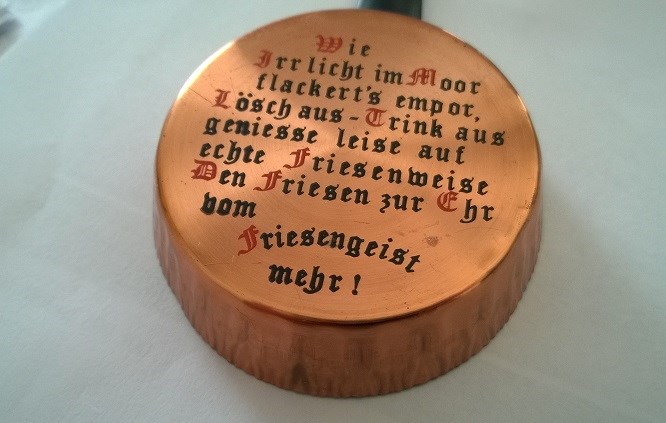 Wie
Irrlicht im Moor
flackert's empor,
Lösch aus - Trink aus
geniesse leise auf
echte Friesenweise
Den Friesen zur Ehr
vom
Friesengeist
mehr!